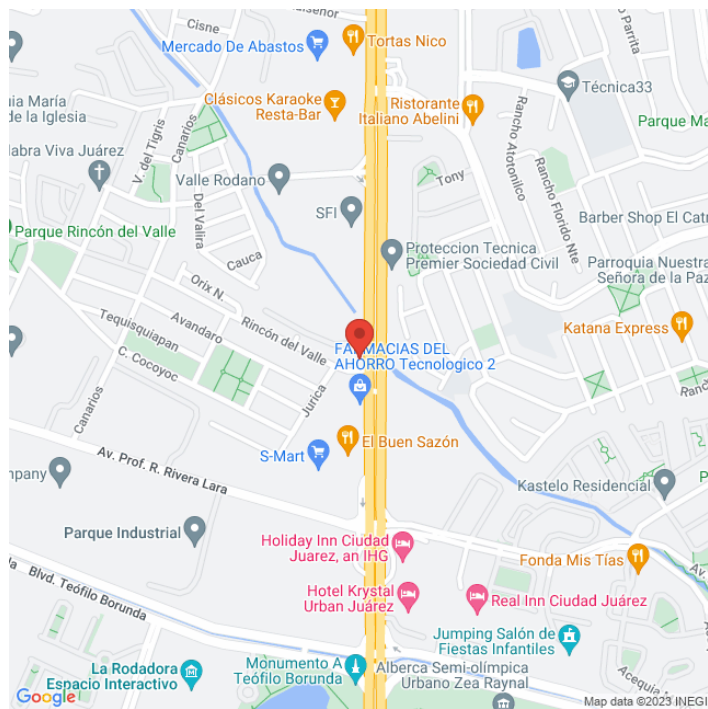 Cisne
Mercado De Abastos
Tortas Nico
Parrita
Técnica33
Clásicos Karaoke
Resta-Bar
Ristorante
Italiano Abelini
uia María
de la Iglesia
V. del Tigris
Canarios
Rancho Atotonilco
Parque Ma
labra Viva Juárez
Valle Rodano
Tony
Rancho Florido Nte
Del Valira
SFI
Barber Shop El Catr
Parque Rincón del Valle
Proteccion Tecnica
Premier Sociedad Civil
Cauca
Parroquia Nuestra
Señora de la Paz
Orix N.
Tequisquiapan
Avandaro
Rincón del Valle
Katana Express
C. Cocoyoc
FARMACIAS DEL
AHORRO Tecnologico 2
Jurica
Canarios
Ranc
El Buen Sazón
S-Mart
Av. Prof. R. Rivera Lara
mpany
Kastelo Residencial
Parque Industrial
Holiday Inn Ciudad
Juarez, an IHG
Fonda Mis Tías
Av.
Blvd. Teófilo Borunda
Hotel Krystal
Urban Juárez
Real Inn Ciudad Juárez
Jumping Salón de
Fiestas Infantiles
La Rodadora
Espacio Interactivo
Monumento A
Teófilo Borunda
Alberca Semi-olímpica
Urbano Zea Raynal
Acequia
Google
Map data ©2023 INEGI